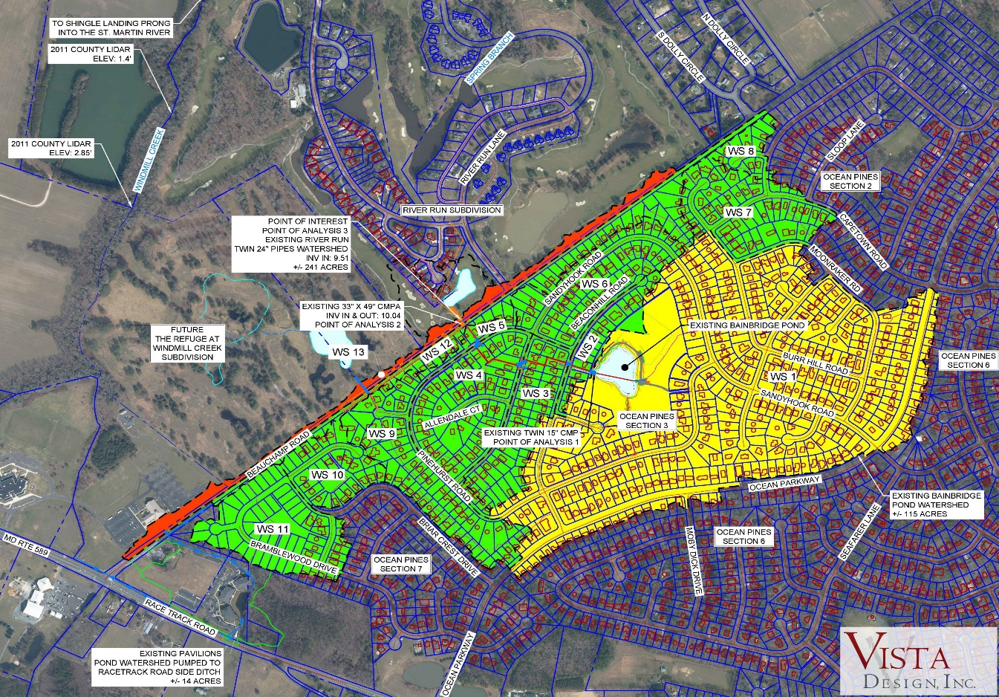 TO SHINGLE LANDING PRONG
INTO THE ST. MARTIN RIVER
2011 COUNTY LIDAR
ELEV: 1.4'
2011 COUNTY LIDAR
ELEV: 2.85'
WINDMILL CREEK
SPRING BRANCH
N DOLLY CIRCLE
S DOLLY CIRCLE
RIVER RUN LANE
SLOOP LANE
WS 8
OCEAN PINES
SECTION 2
RIVER RUN SUBDIVISION
WS 7
CAPETOWN ROAD
MOONRAKER RD
POINT OF INTEREST
POINT OF ANALYSIS 3
EXISTING RIVER RUN
TWIN 24" PIPES WATERSHED
INV IN: 9.51
+/- 241 ACRES
SANDYHOOK ROAD
WS 6
BEACONHILL ROAD
EXISTING 33" X 49" CMPA
INV IN & OUT: 10.04
POINT OF ANALYSIS 2
WS 5
EXISTING BAINBRIDGE POND
FUTURE
THE REFUGE AT
WINDMILL CREEK
SUBDIVISION
WS 13
WS 12
WS 2
BURR HILL ROAD
OCEAN PINES
SECTION 6
WS 4
WS 1
WS 3
SANDYHOOK ROAD
ALLENDALE CT
OCEAN PINES
SECTION 3
WS 9
EXISTING TWIN 15" CMP
POINT OF ANALYSIS 1
BEAUCHAMP ROAD
PINEHURST ROAD
WS 10
OCEAN PARKWAY
EXISTING BAINBRIDGE
POND WATERSHED
+/- 115 ACRES
WS 11
BRAMBLEWOOD DRIVE
BRIAR CREST DRIVE
OCEAN PINES
SECTION 7
MOBY DICK DRIVE
OCEAN PINES
SECTION 6
SEAFARER LANE
MD RTE 589
RACE TRACK ROAD
OCEAN PARKWAY
EXISTING PAVILIONS
POND WATERSHED PUMPED TO
RACETRACK ROAD SIDE DITCH
+/- 14 ACRES
VISTA
DESIGN, INC.